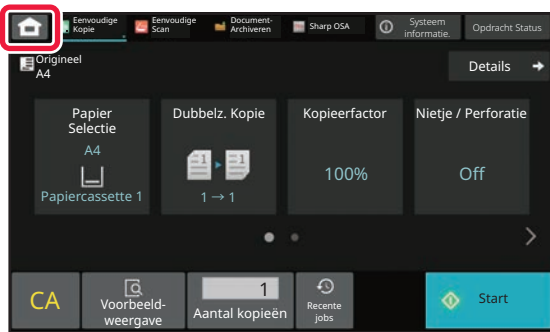 Eenvoudige
Kopie
Eenvoudige
Scan
Document-
Archiveren
Sharp OSA
Systeem
informatie.
Opdracht Status
Origineel
A4
Details
Papier
Selectie
A4
Papiercassette 1
Dubbelz. Kopie
1 → 1
Kopieerfactor
100%
Nietje / Perforatie
Off
CA
Voorbeeld-
weergave
1
Aantal kopieën
Recente
jobs
Start